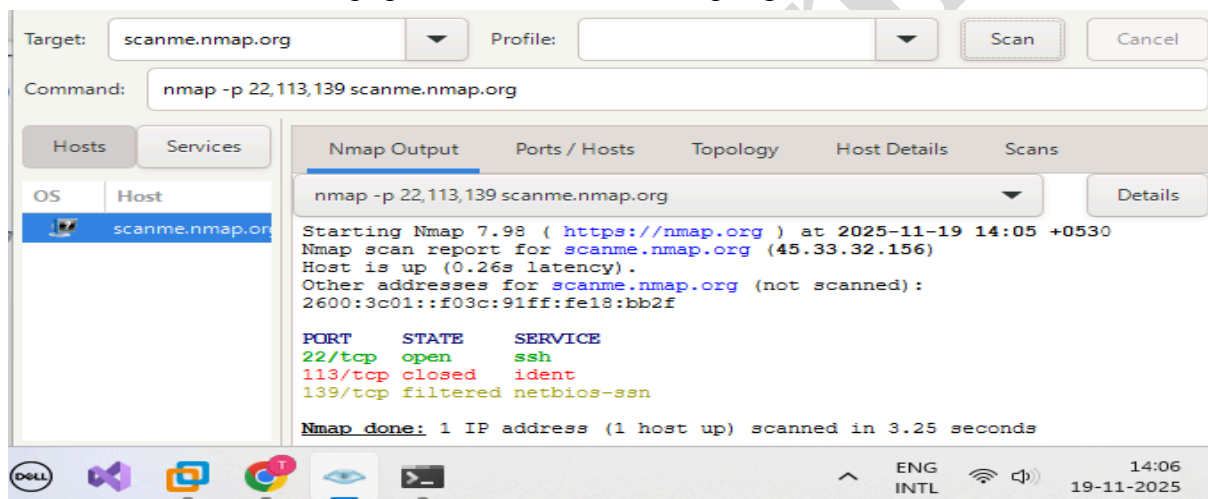 Target: scanme.nmap.org Profile: Scan Cancel
Command: nmap -p 22,113,139 scanme.nmap.org
Hosts Services Nmap Output Ports / Hosts Topology Host Details Scans
OS Host nmap -p 22,113,139 scanme.nmap.org Details
scanme.nmap.or
Starting Nmap 7.98 ( https://nmap.org ) at 2025-11-19 14:05 +0530
Nmap scan report for scanme.nmap.org (45.33.32.156)
Host is up (0.26s latency).
Other addresses for scanme.nmap.org (not scanned):
2600:3c01::f03c:91ff:fe18:bb2f
PORT STATE SERVICE
22/tcp open ssh
113/tcp closed ident
139/tcp filtered netbios-ssn
Nmap done: 1 IP address (1 host up) scanned in 3.25 seconds
DELL T ENG 14:06
INTL 19-11-2025